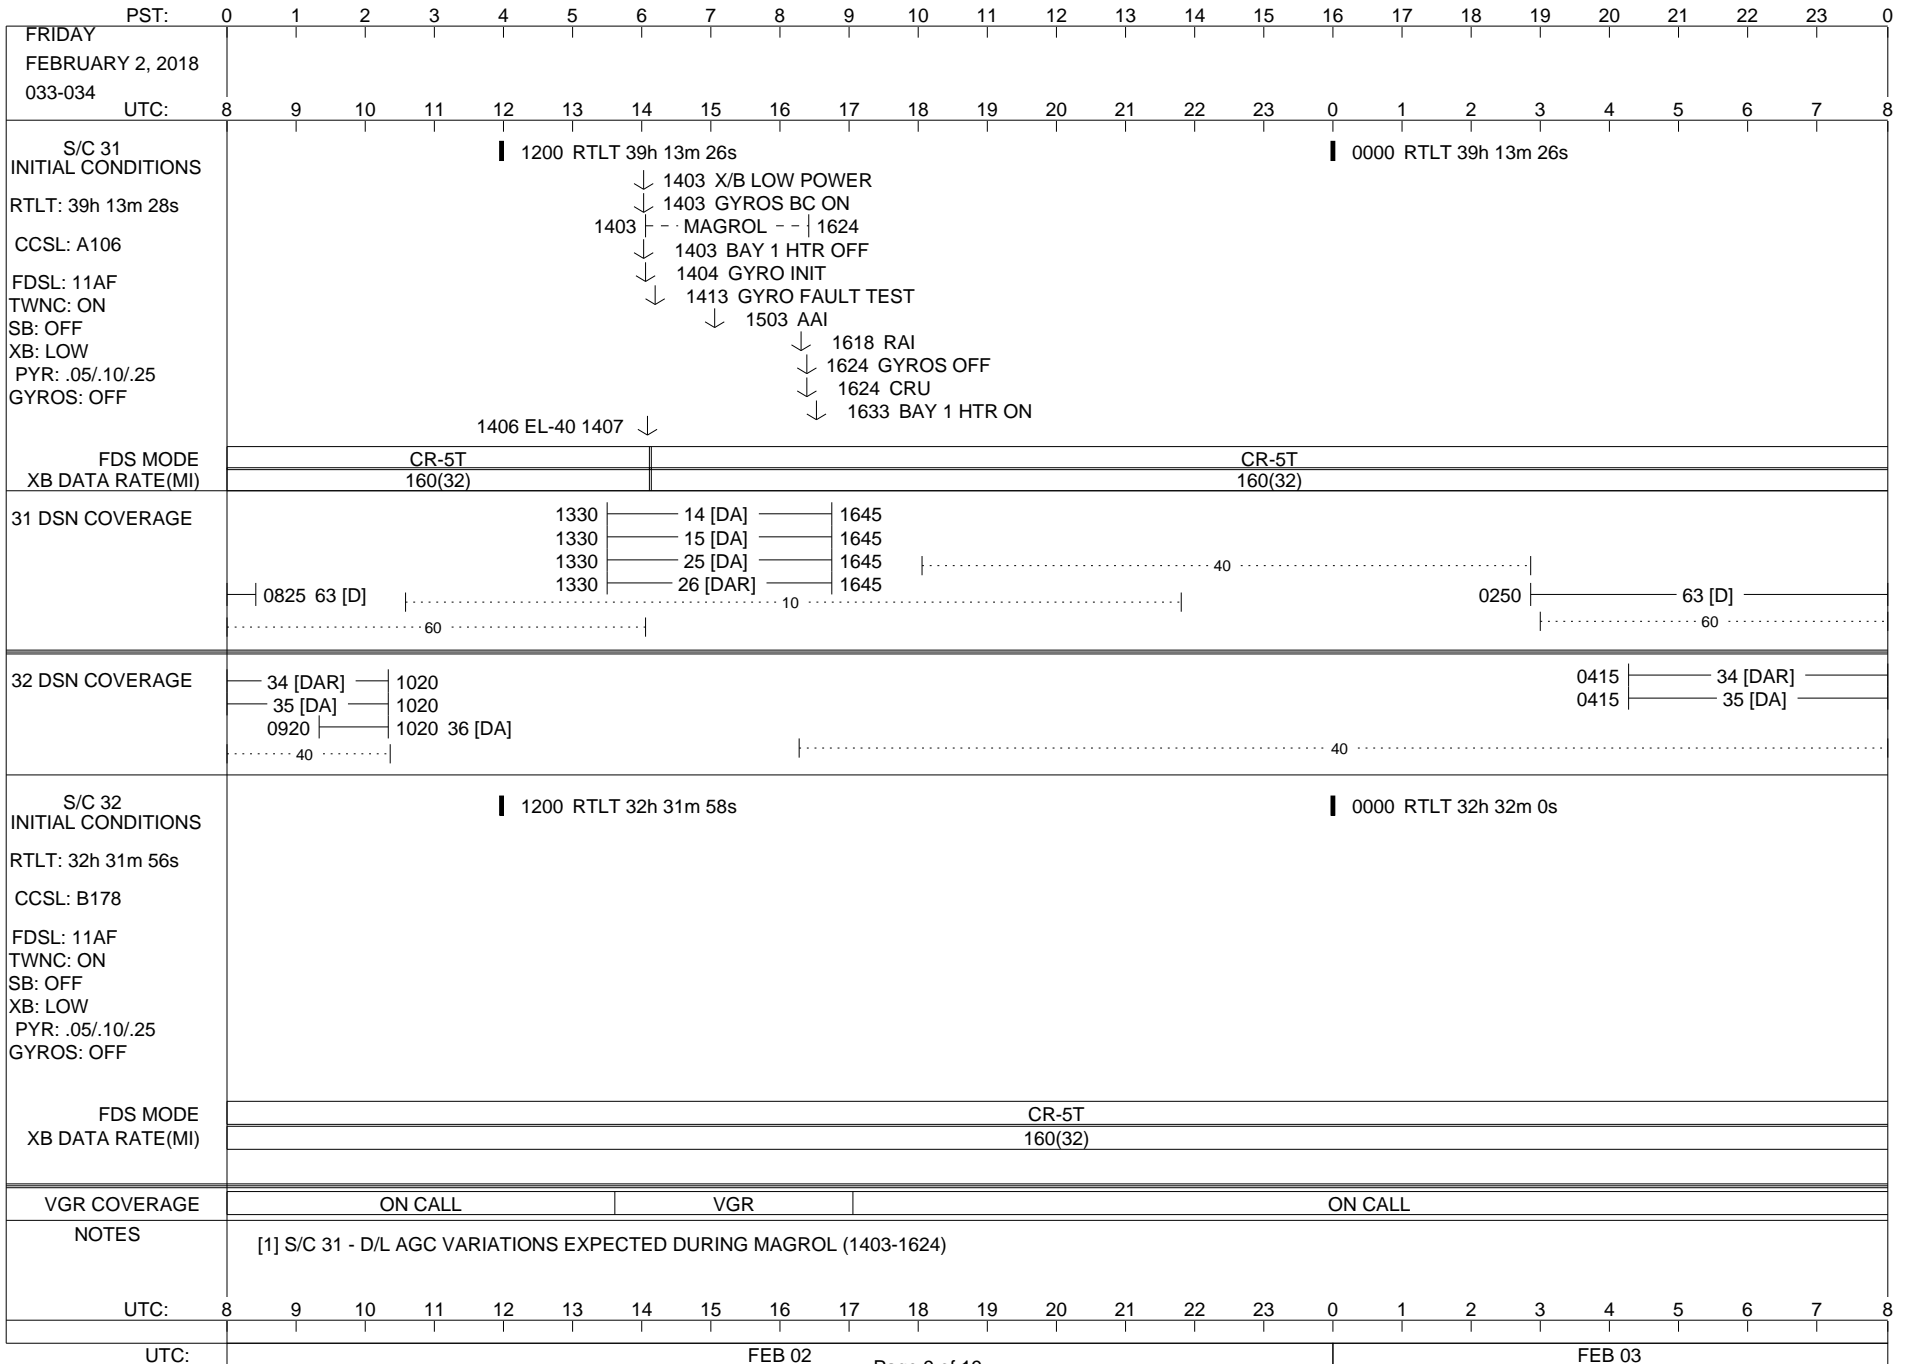 PST: 0 1 2 3 4 5 6 7 8 9 10 11 12 13 14 15 16 17 18 19 20 21 22 23 0
FRIDAY
FEBRUARY 2, 2018
033-034
UTC: 8 9 10 11 12 13 14 15 16 17 18 19 20 21 22 23 0 1 2 3 4 5 6 7 8
S/C 31
INITIAL CONDITIONS
RTLT: 39h 13m 28s
CCSL: A106
FDSL: 11AF
TWNC: ON
SB: OFF
XB: LOW
PYR: .05/.10/.25
GYROS: OFF
1200 RTLT 39h 13m 26s
0000 RTLT 39h 13m 26s
1403 X/B LOW POWER
1403 GYROS BC ON
1403 MAGROL 1624
1403 BAY 1 HTR OFF
1404 GYRO INIT
1413 GYRO FAULT TEST
1503 AAI
1618 RAI
1624 GYROS OFF
1624 CRU
1633 BAY 1 HTR ON
1406 EL-40 1407
FDS MODE CR-5T CR-5T
XB DATA RATE(MI) 160(32) 160(32)
31 DSN COVERAGE
1330 14 [DA] 1645
1330 15 [DA] 1645
1330 25 [DA] 1645
1330 26 [DAR] 1645
40
0825 63 [D]
10
0250 63 [D]
60
60
32 DSN COVERAGE
34 [DAR] 1020
35 [DA] 1020
0920 1020 36 [DA]
40
0415 34 [DAR]
0415 35 [DA]
40
S/C 32
INITIAL CONDITIONS
RTLT: 32h 31m 56s
CCSL: B178
FDSL: 11AF
TWNC: ON
SB: OFF
XB: LOW
PYR: .05/.10/.25
GYROS: OFF
1200 RTLT 32h 31m 58s
0000 RTLT 32h 32m 0s
FDS MODE CR-5T
XB DATA RATE(MI) 160(32)
VGR COVERAGE ON CALL VGR ON CALL
NOTES
[1] S/C 31 - D/L AGC VARIATIONS EXPECTED DURING MAGROL (1403-1624)
UTC: 8 9 10 11 12 13 14 15 16 17 18 19 20 21 22 23 0 1 2 3 4 5 6 7 8
UTC: FEB 02 FEB 03